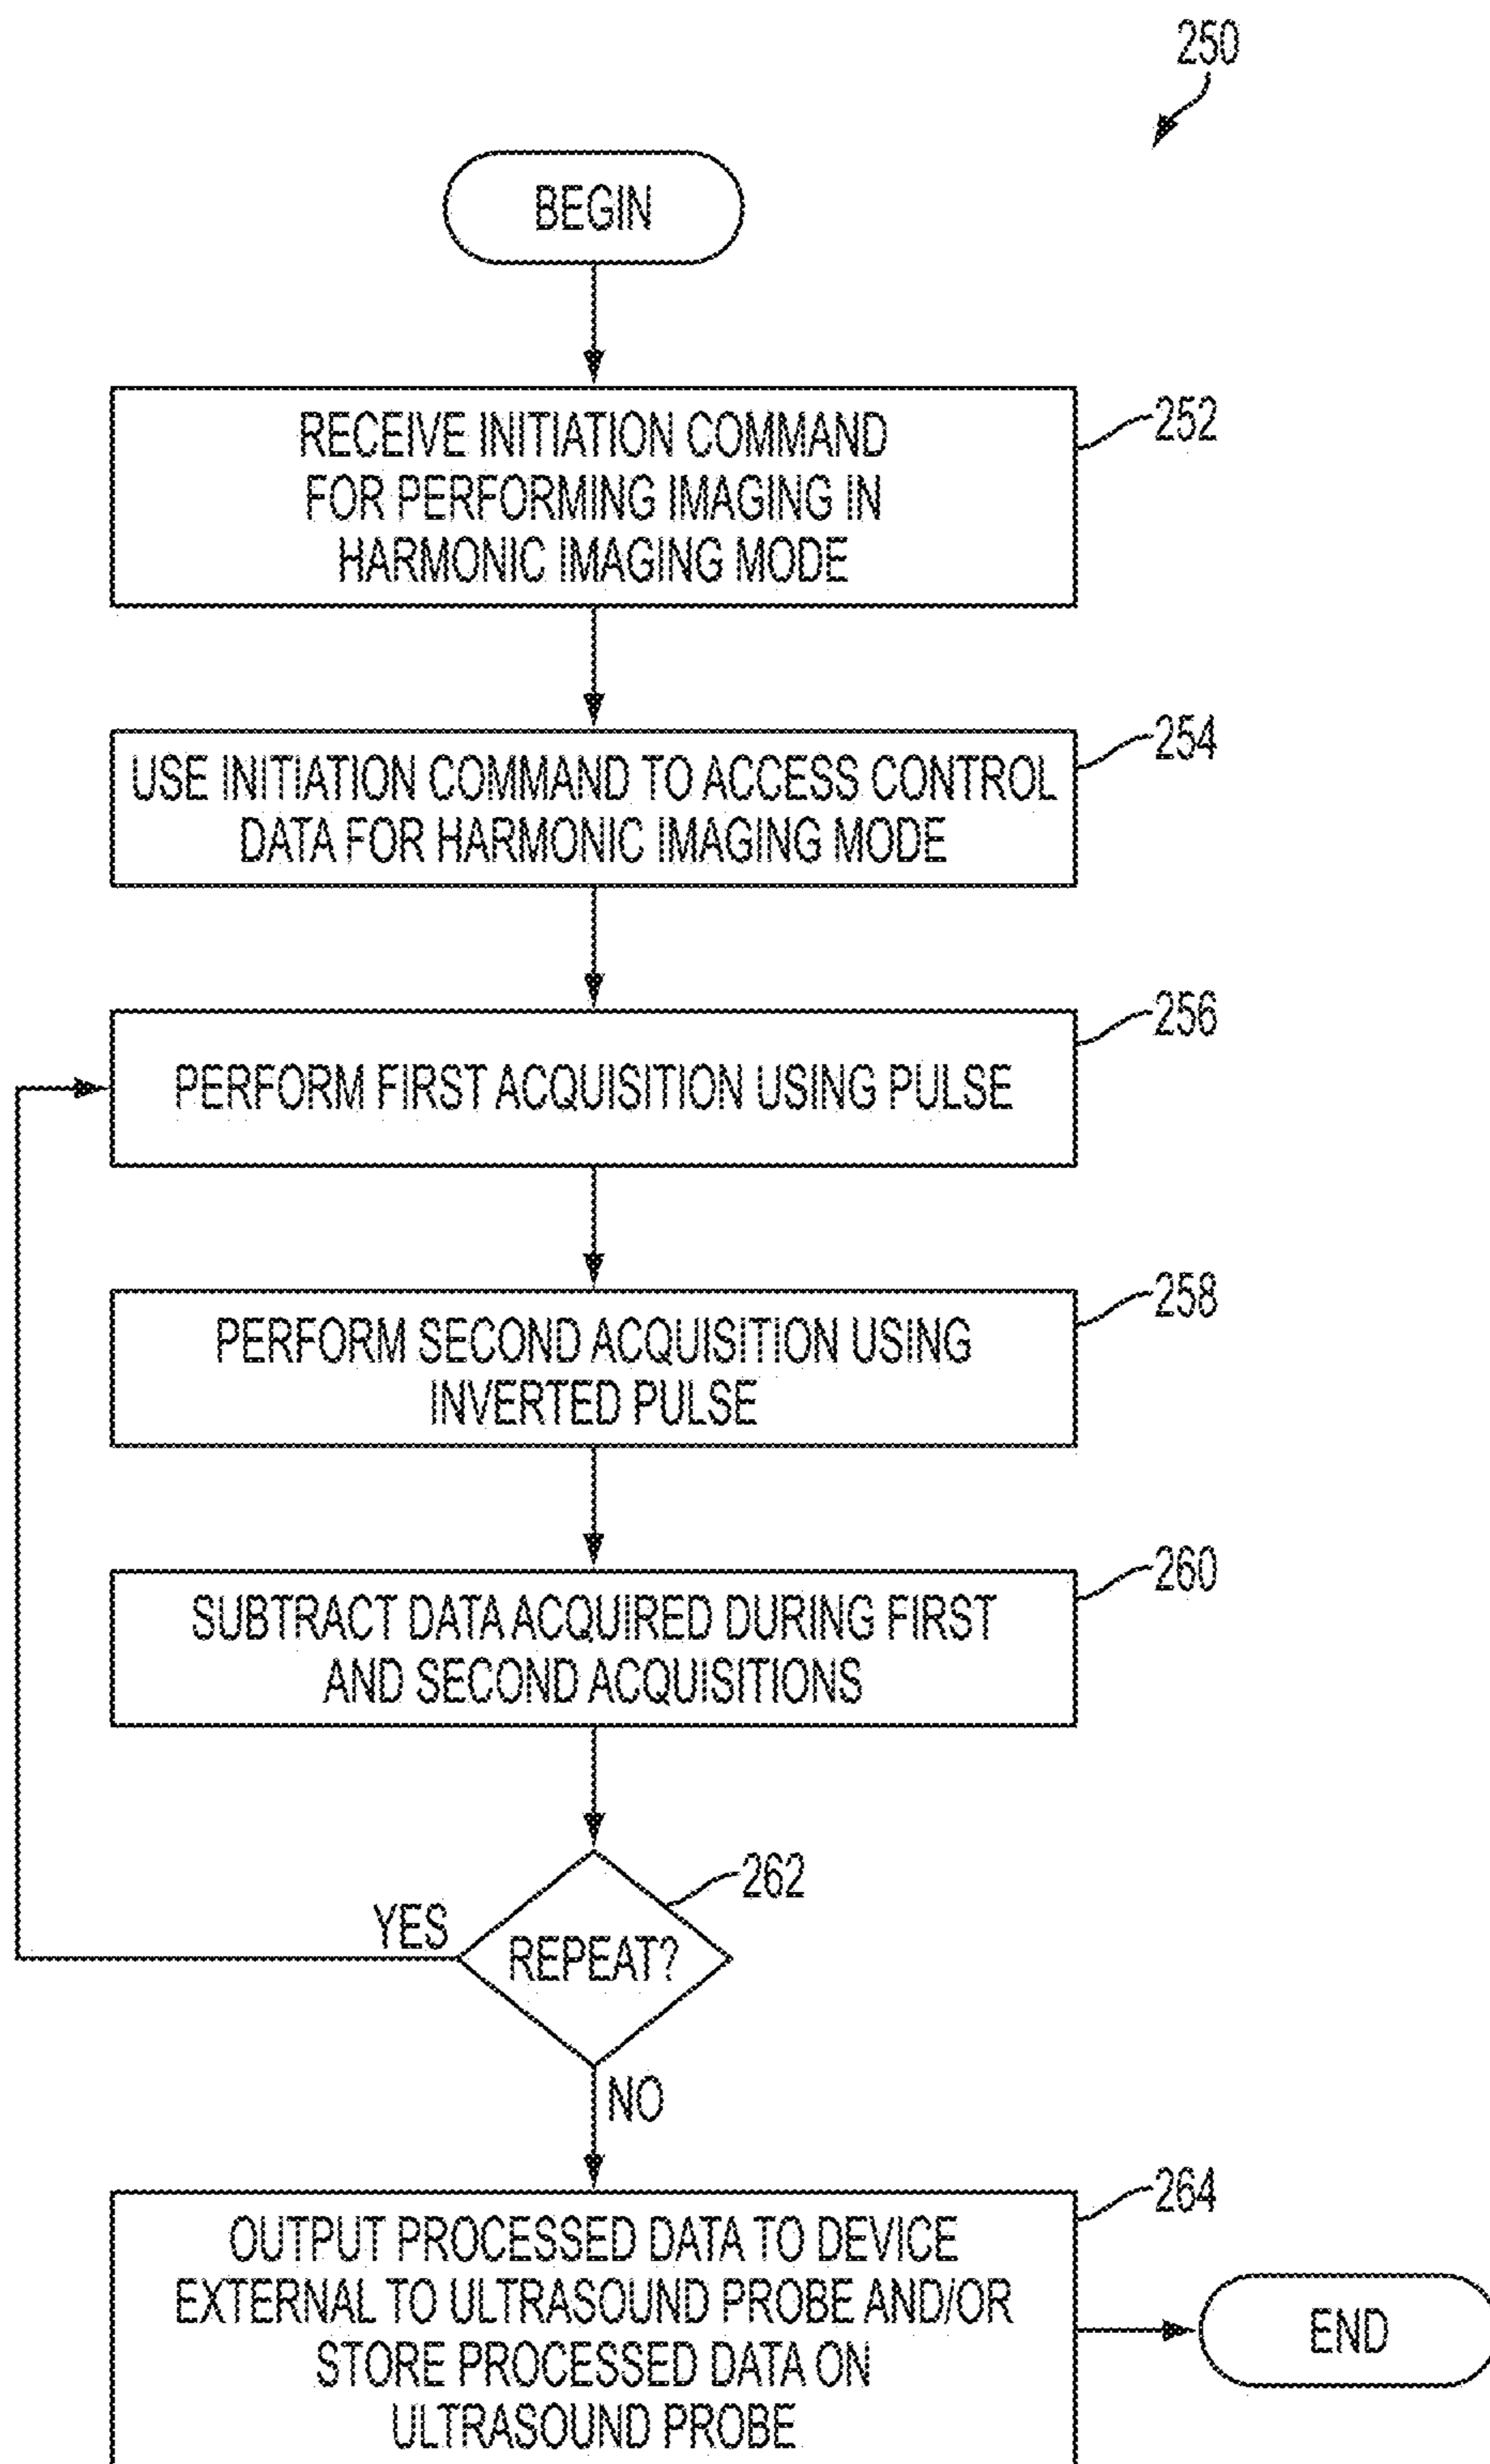 250
BEGIN
RECEIVE INITIATION COMMAND
FOR PERFORMING IMAGING IN
HARMONIC IMAGING MODE
252
USE INITIATION COMMAND TO ACCESS CONTROL
DATA FOR HARMONIC IMAGING MODE
254
PERFORM FIRST ACQUISITION USING PULSE
256
PERFORM SECOND ACQUISITION USING
INVERTED PULSE
258
SUBTRACT DATA ACQUIRED DURING FIRST
AND SECOND ACQUISITIONS
260
REPEAT?
262
YES
NO
OUTPUT PROCESSED DATA TO DEVICE
EXTERNAL TO ULTRASOUND PROBE AND/OR
STORE PROCESSED DATA ON
ULTRASOUND PROBE
264
END